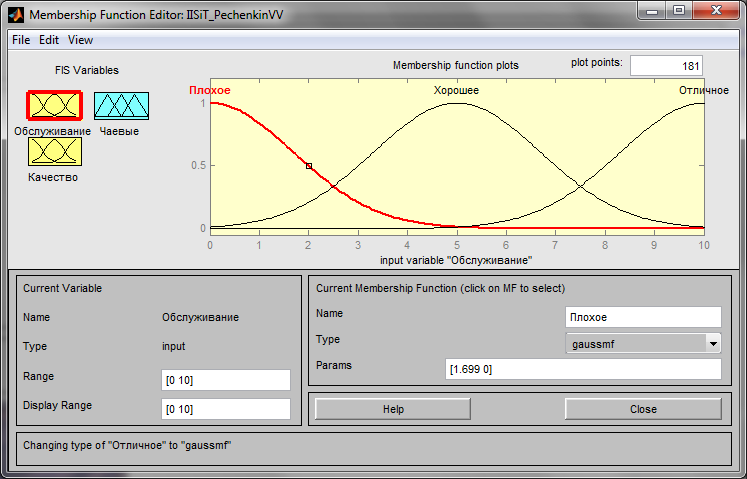 Membership Function Editor: IISiT_PechenkinVV
File Edit View
FIS Variables
Membership function plots
plot points:
181
Обслуживание
Чаевые
Качество
Плохое
Хорошее
Отличное
1
0.5
0
0 1 2 3 4 5 6 7 8 9 10
input variable "Обслуживание"
Current Variable
Name
Обслуживание
Type
input
Range
[0 10]
Display Range
[0 10]
Current Membership Function (click on MF to select)
Name
Плохое
Type
gaussmf
Params
[1.699 0]
Help
Close
Changing type of "Отличное" to "gaussmf"